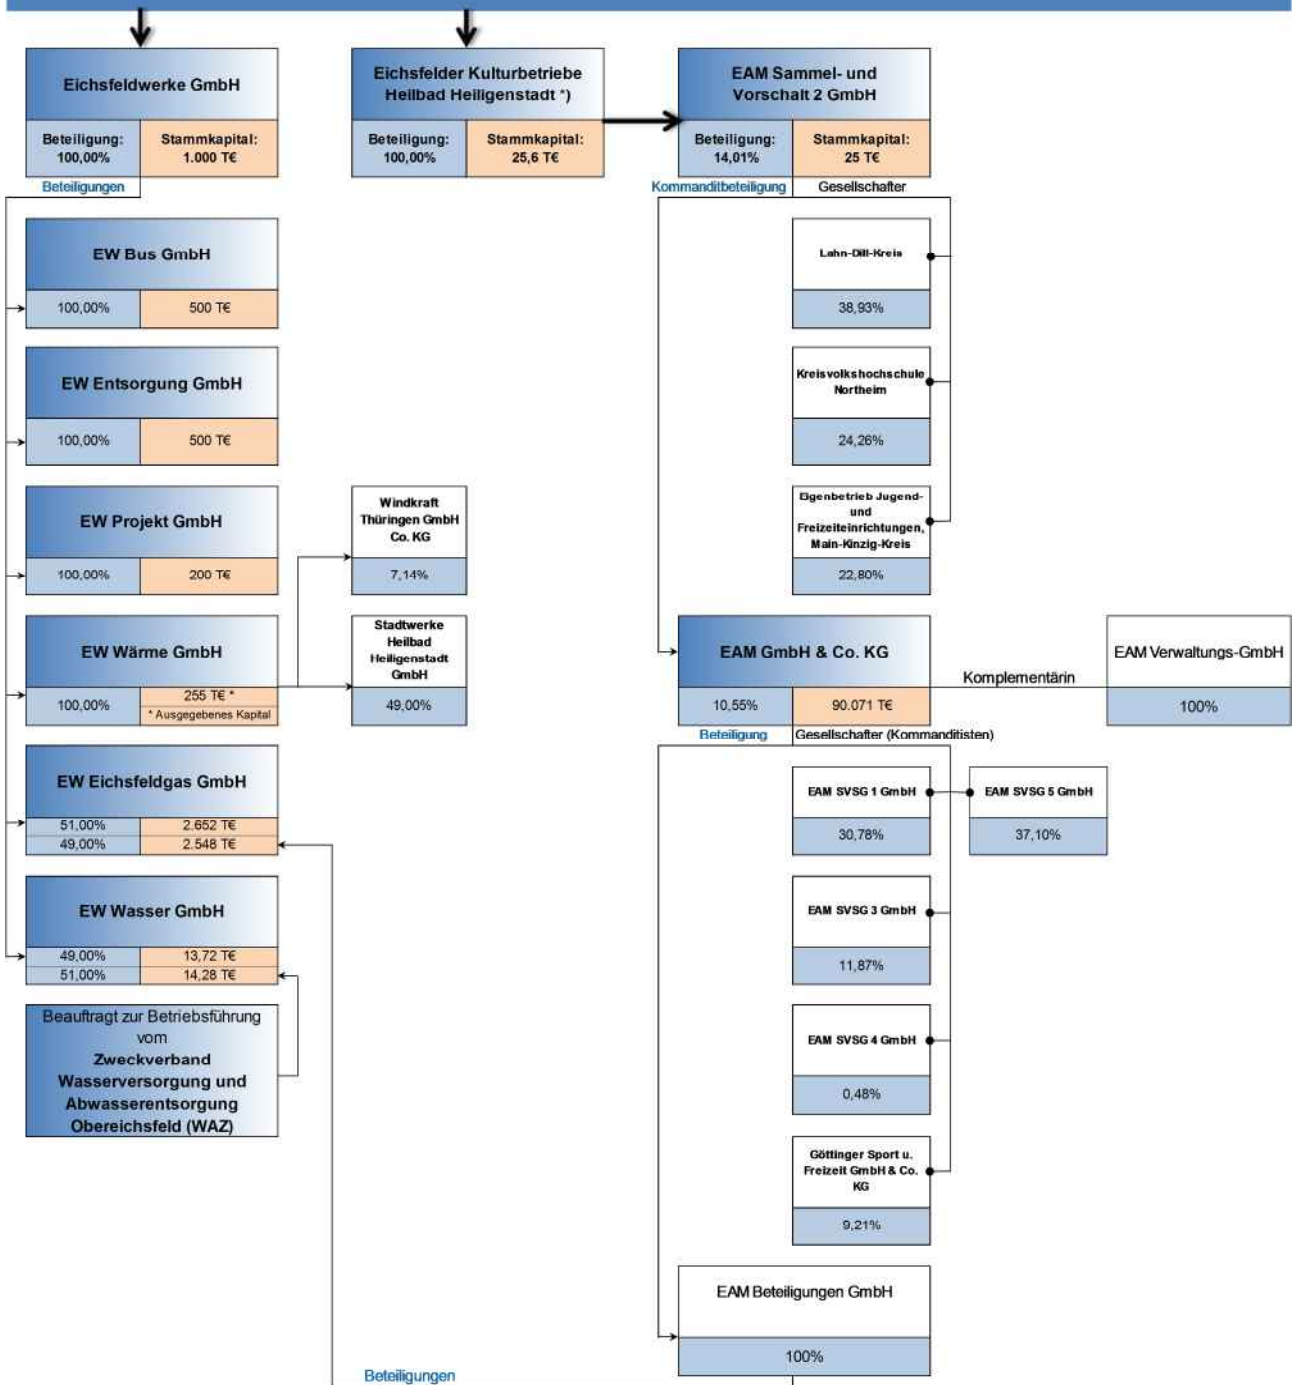 Eichsfeldwerke GmbH
Beteiligung:
100,00%
Stammkapital:
1.000 T€
Beteiligungen
EW Bus GmbH
100,00%
500 T€
EW Entsorgung GmbH
100,00%
500 T€
EW Projekt GmbH
100,00%
200 T€
EW Wärme GmbH
100,00%
255 T€ *
* Ausgegebenes Kapital
EW Eichsfeldgas GmbH
51,00%
2.652 T€
49,00%
2.548 T€
EW Wasser GmbH
49,00%
13,72 T€
51,00%
14,28 T€
Beauftragt zur Betriebsführung
vom
Zweckverband
Wasserversorgung und
Abwasserentsorgung
Obereichsfeld (WAZ)
Eichsfelder Kulturbetriebe
Heilbad Heiligenstadt *)
Beteiligung:
100,00%
Stammkapital:
25,6 T€
Windkraft
Thüringen GmbH
Co. KG
7,14%
Stadtwerke
Heilbad
Heiligenstadt
GmbH
49,00%
EAM Sammel- und
Vorschalt 2 GmbH
Beteiligung:
14,01%
Stammkapital:
25 T€
Kommanditbeteiligung
Gesellschafter
Lahn-Dill-Kreis
38,93%
Kreisvolkshochschule
Northeim
24,26%
Eigenbetrieb Jugend-
und
Freizeiteinrichtungen,
Main-Kinzig-Kreis
22,80%
EAM GmbH & Co. KG
10,55%
90.071 T€
Komplementärin
EAM Verwaltungs-GmbH
100%
Beteiligung
Gesellschafter (Kommanditisten)
EAM SVSG 1 GmbH
30,78%
EAM SVSG 5 GmbH
37,10%
EAM SVSG 3 GmbH
11,87%
EAM SVSG 4 GmbH
0,48%
Göttinger Sport u.
Freizeit GmbH & Co.
KG
9,21%
EAM Beteiligungen GmbH
100%
Beteiligungen